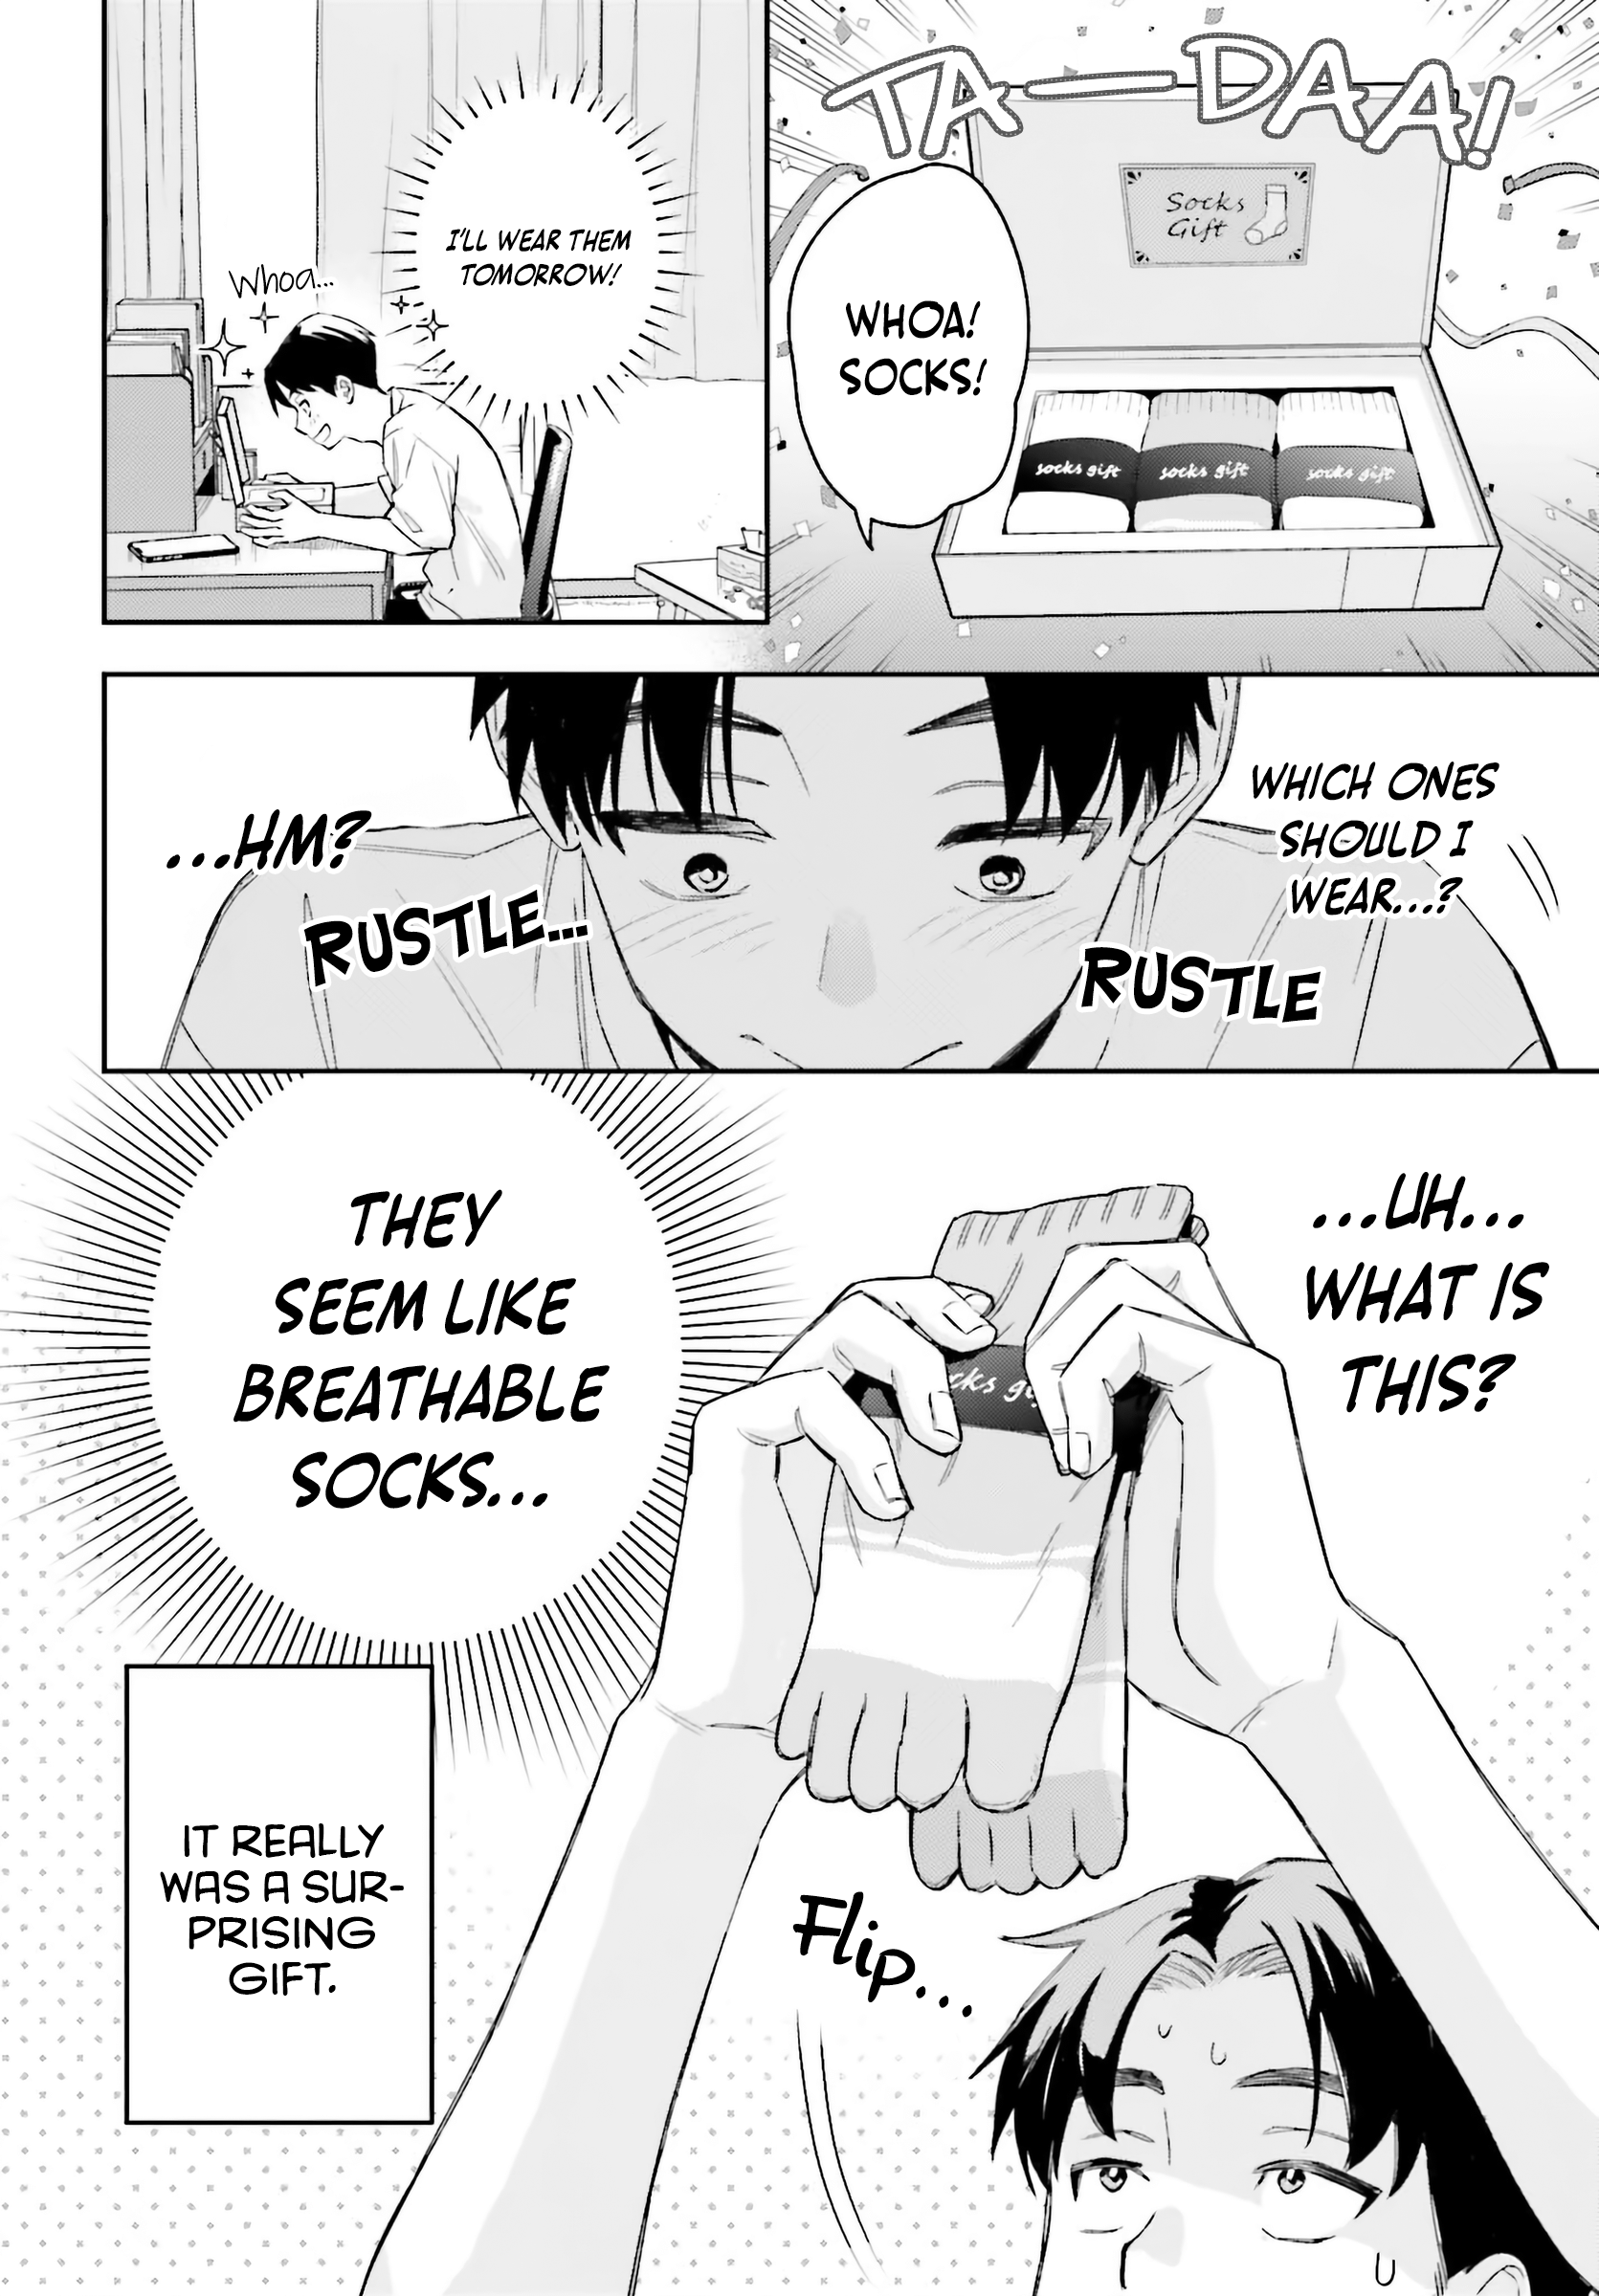 TA—DAA!
Socks
Gift
WHOA!
SOCKS!
socks gift
socks gift
socks gift
I'LL WEAR THEM
TOMORROW!
Whoa...
WHICH ONES
SHOULD I
WEAR...?
RUSTLE
...HM?
RUSTLE...
...UH...
WHAT IS
THIS?
cks gi
THEY
SEEM LIKE
BREATHABLE
SOCKS...
Flip...
IT REALLY
WAS A SUR-
PRISING
GIFT.